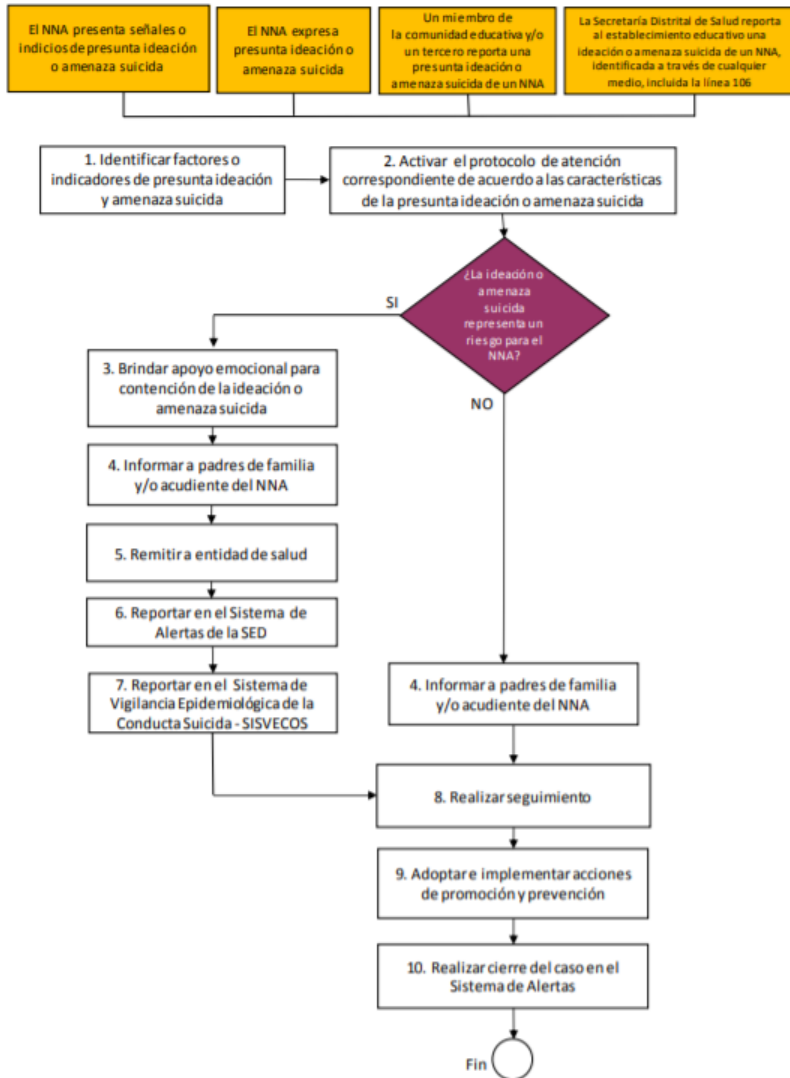 El NNA presenta señales o
indicios de presunta ideación
o amenaza suicida
El NNA expresa
presunta ideación o
amenaza suicida
Un miembro de
la comunidad educativa y/o
un tercero reporta una
presunta ideación o
amenaza suicida de un NNA
La Secretaría Distrital de Salud reporta
al establecimiento educativo una
ideación o amenaza suicida de un NNA,
identificada a través de cualquier
medio, incluida la línea 106
1. Identificar factores o
indicadores de presunta ideación
y amenaza suicida
2. Activar el protocolo de atención
correspondiente de acuerdo a las características
de la presunta ideación o amenaza suicida
¿La ideación o
amenaza
suicida
representa un
riesgo para el
NNA?
SI
NO
3. Brindar apoyo emocional para
contención de la ideación o
amenaza suicida
4. Informar a padres de familia
y/o acudiente del NNA
5. Remitir a entidad de salud
6. Reportar en el Sistema de
Alertas de la SED
7. Reportar en el Sistema de
Vigilancia Epidemiológica de la
Conducta Suicida - SISVECOS
4. Informar a padres de familia
y/o acudiente del NNA
8. Realizar seguimiento
9. Adoptar e implementar acciones
de promoción y prevención
10. Realizar cierre del caso en el
Sistema de Alertas
Fin